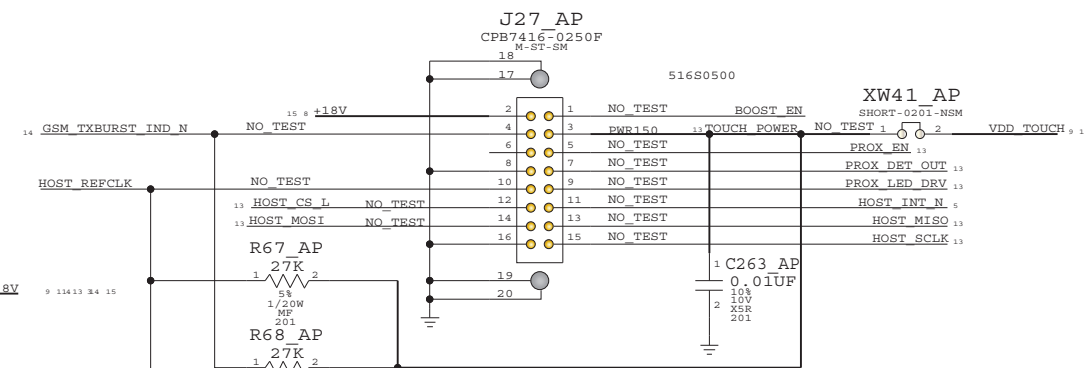 J27_AP
CPB7416-0250F
M-ST-SM
18
17
516S0500
XW41_AP
SHORT-0201-NSM
15 8 +18V 2 1 NO_TEST BOOST_EN
14 GSM_TXBURST_IND_N NO_TEST 4 3 PWR150 13 TOUCH_POWER NO_TEST 1 2 VDD_TOUCH 9 1
6 5 NO_TEST PROX_EN 13
8 7 NO_TEST PROX_DET_OUT 13
HOST_REFCLK NO_TEST 10 9 NO_TEST PROX_LED_DRV 13
13 HOST_CS_L NO_TEST 12 11 NO_TEST HOST_INT_N 5
13 HOST_MOSI NO_TEST 14 13 NO_TEST HOST_MISO 13
16 15 NO_TEST HOST_SCLK 13
R67_AP
27K
1 2
5%
1/20W
MF
201
19
20
1 C263_AP
0.01UF
10%
10V
2 X5R
201
8V
R68_AP
27K
1 2